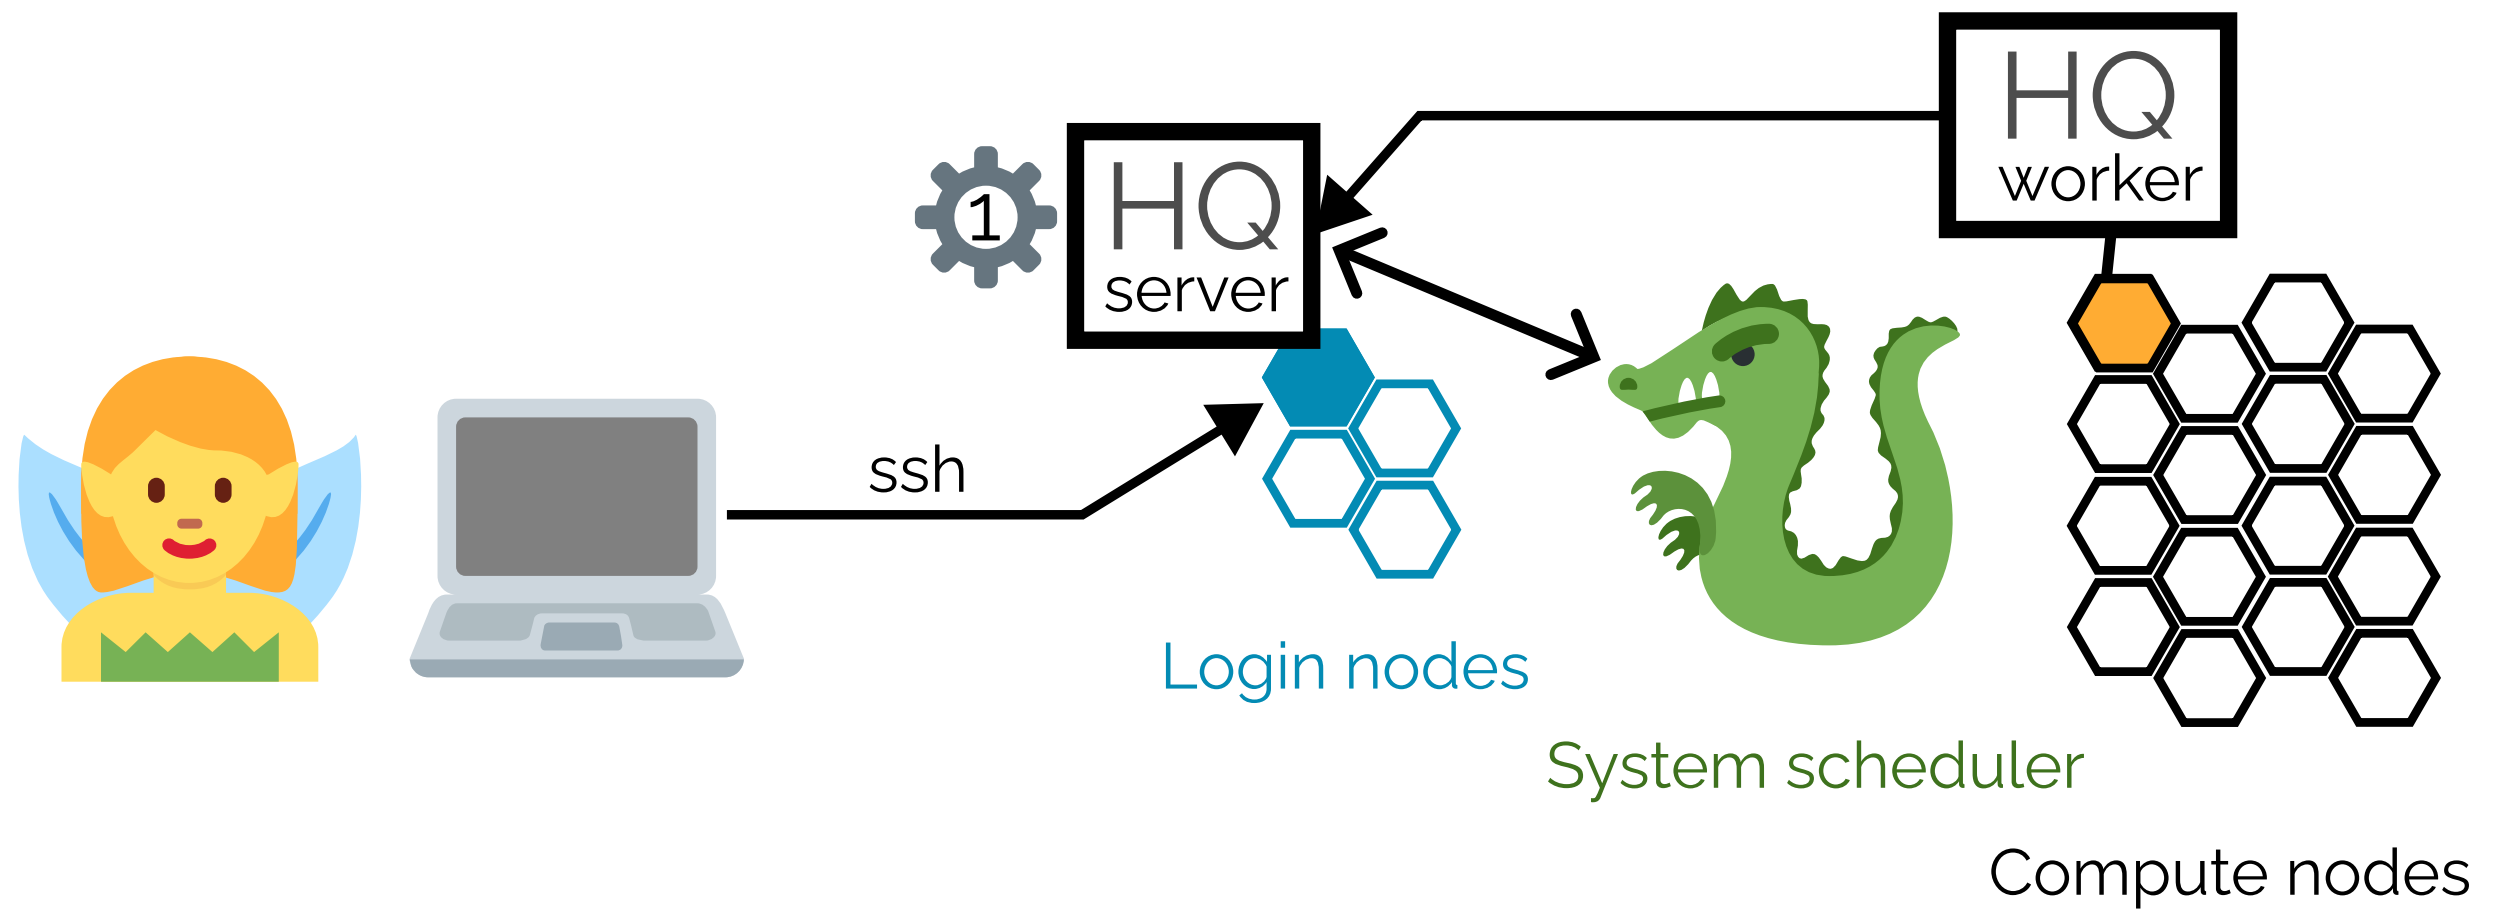 ssh
1
HQ
server
HQ
worker
Login nodes
System scheduler
Compute nodes